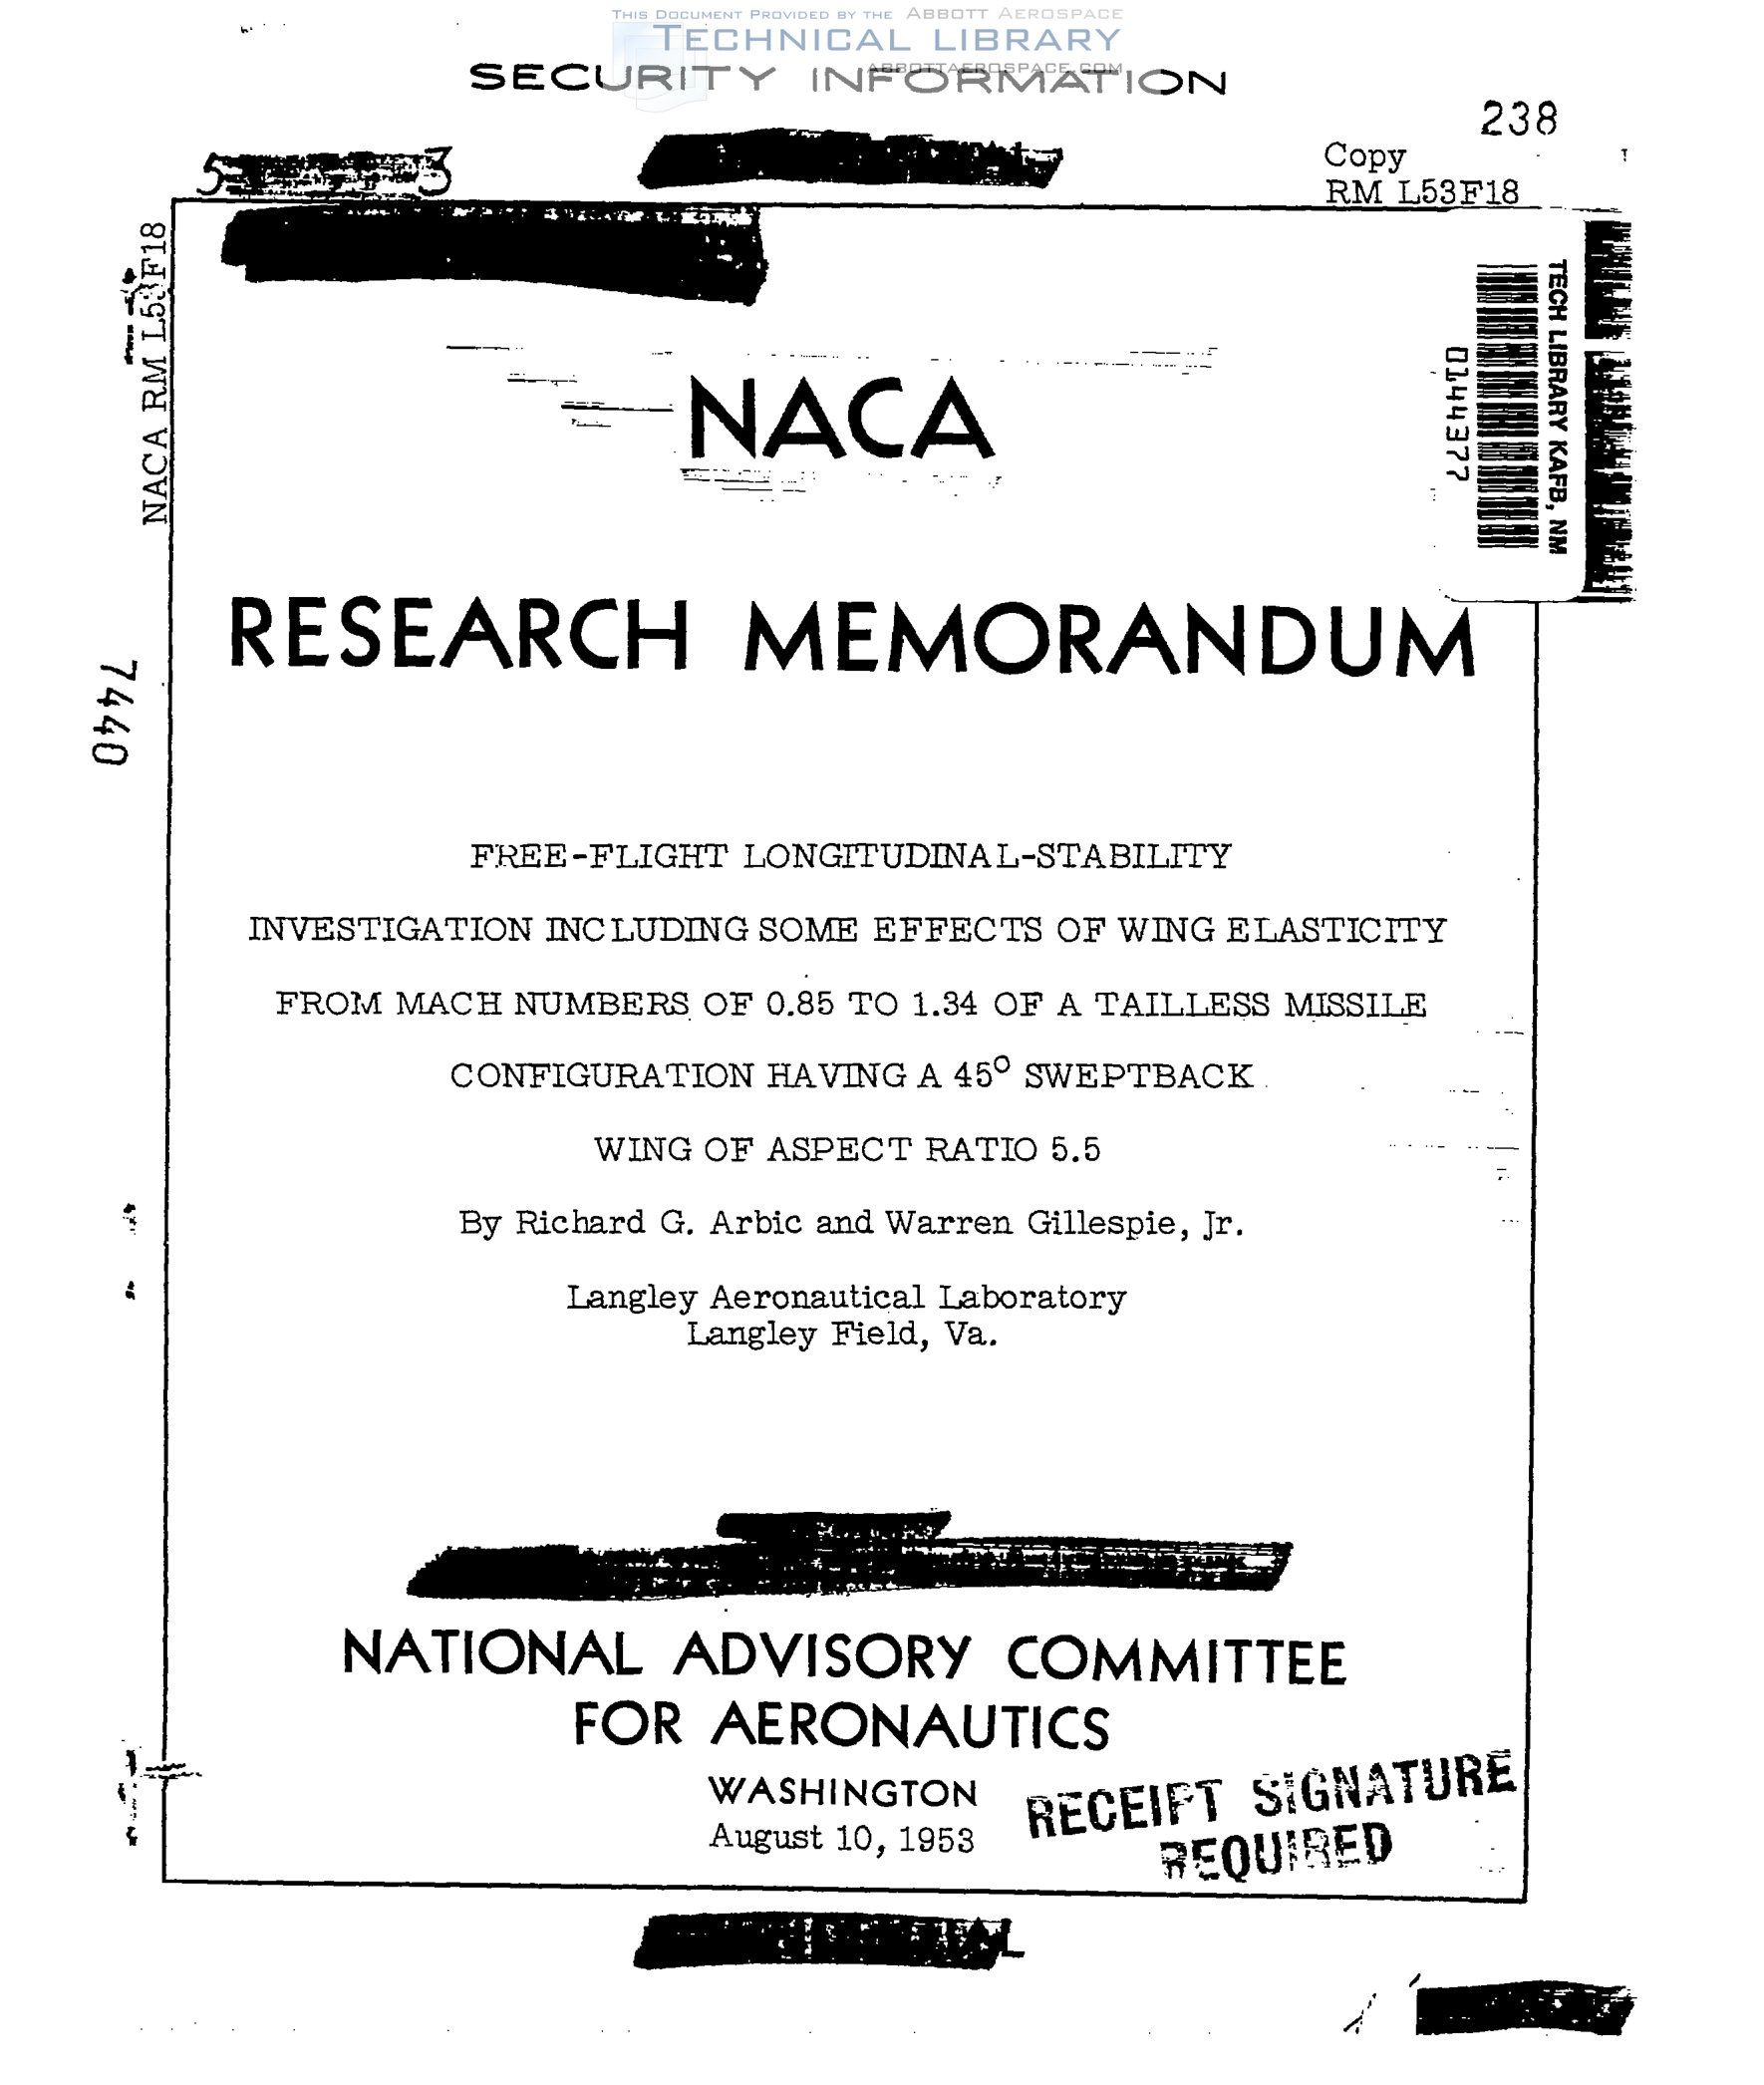 THIS DOCUMENT PROVIDED BY THE ABBOTT AEROSPACE
TECHNICAL LIBRARY
ABBOTTAEROSPACE.COM
SECURITY INFORMATION
238
Copy
RM L53F18
5 3
NACA RM L53F18
TECH LIBRARY KAFB, NM
0144377
NACA
RESEARCH MEMORANDUM
7440
FREE-FLIGHT LONGITUDINAL-STABILITY
INVESTIGATION INCLUDING SOME EFFECTS OF WING ELASTICITY
FROM MACH NUMBERS OF 0.85 TO 1.34 OF A TAILLESS MISSILE
CONFIGURATION HAVING A 45° SWEPTBACK
WING OF ASPECT RATIO 5.5
By Richard G. Arbic and Warren Gillespie, Jr.
Langley Aeronautical Laboratory
Langley Field, Va.
NATIONAL ADVISORY COMMITTEE
FOR AERONAUTICS
WASHINGTON
August 10, 1953
RECEIPT SIGNATURE
REQUIRED